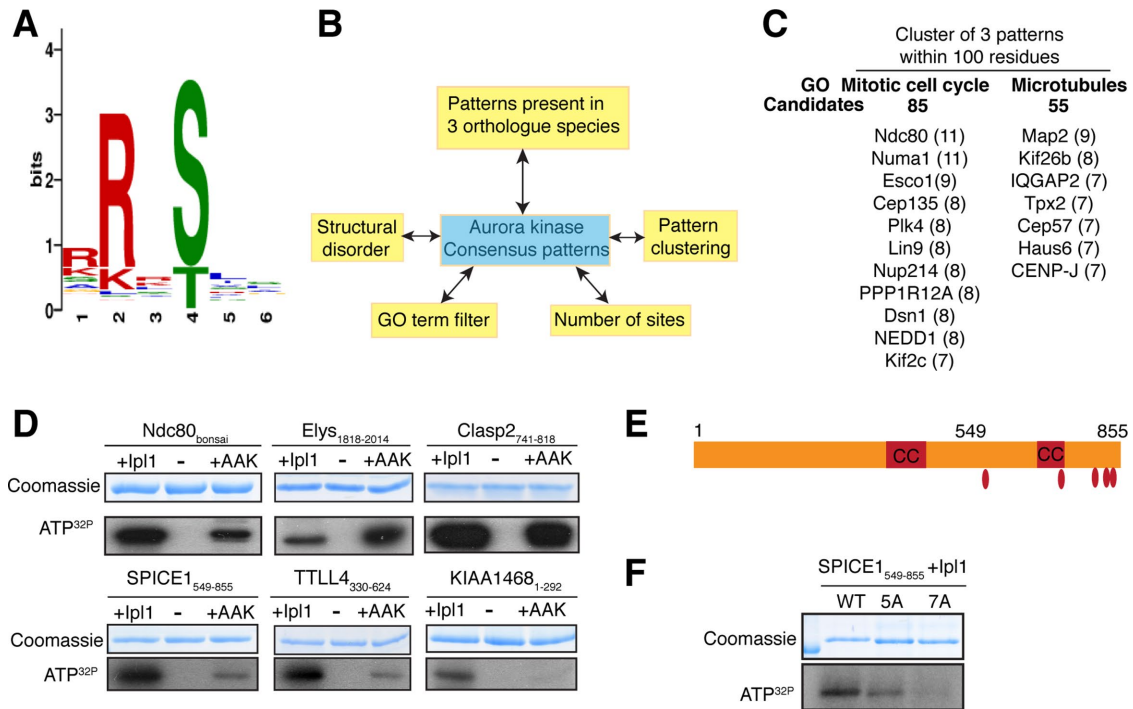 A
bits
4
3
2
1
0
R
K
R
K
S
T
1 2 3 4 5 6
B
Patterns present in
3 orthologue species
Structural
disorder
Aurora kinase
Consensus patterns
Pattern
clustering
GO term filter
Number of sites
C
Cluster of 3 patterns
within 100 residues
GO Mitotic cell cycle Microtubules
Candidates 85 55
Ndc80 (11) Map2 (9)
Numa1 (11) Kif26b (8)
Esco1(9) IQGAP2 (7)
Cep135 (8) Tpx2 (7)
Plk4 (8) Cep57 (7)
Lin9 (8) Haus6 (7)
Nup214 (8) CENP-J (7)
PPP1R12A (8)
Dsn1 (8)
NEDD1 (8)
Kif2c (7)
D
Ndc80bonsai Elys1818-2014 Clasp2741-818
+Ipl1 - +AAK +Ipl1 - +AAK +Ipl1 - +AAK
Coomassie
ATP32P
SPICE1549-855 TTLL4330-624 KIAA14681-292
+Ipl1 - +AAK +Ipl1 - +AAK +Ipl1 - +AAK
Coomassie
ATP32P
E
1 549 855
CC CC
F
SPICE1549-855 +Ipl1
WT 5A 7A
Coomassie
ATP32P